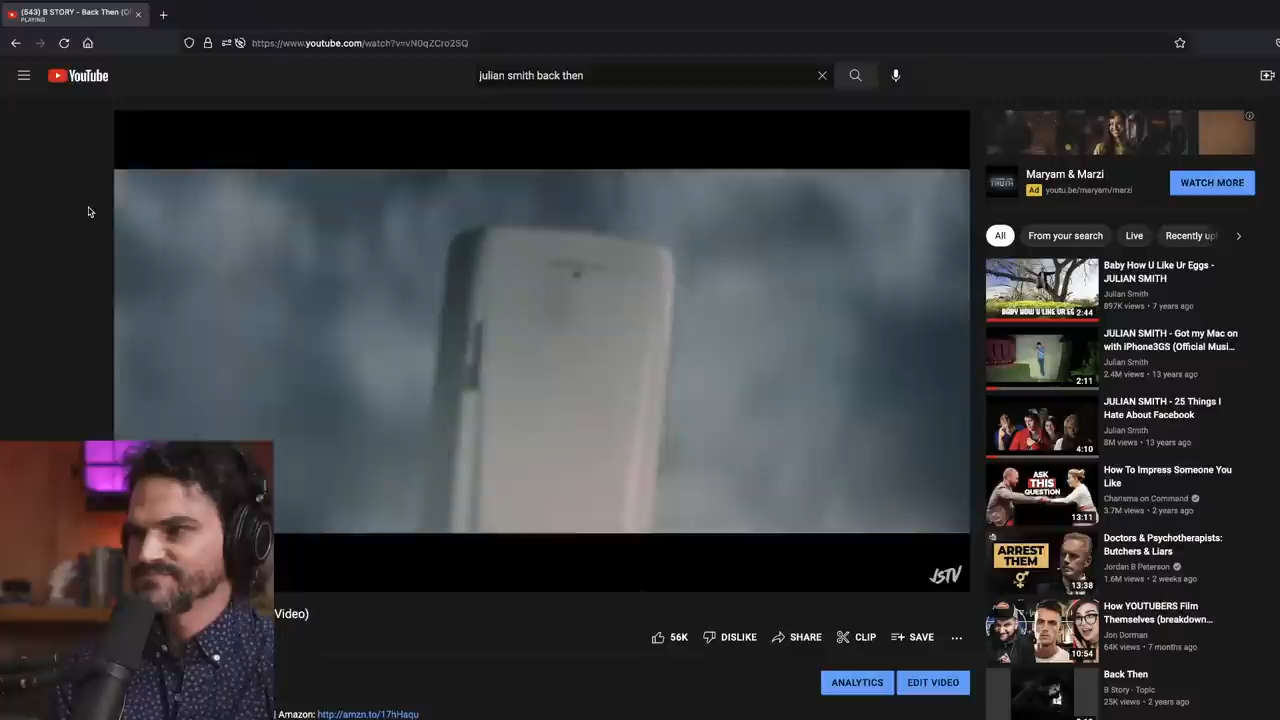 (543) B STORY - Back Then (O
PLAYING
https://www.youtube.com/watch?v=vN0qZCro2SQ
YouTube
julian smith back then
Maryam & Marzi
Ad youtu.be/maryam/marzi
WATCH MORE
TRUTH
All From your search Live Recently upl
Baby How U Like Ur Eggs -
JULIAN SMITH
Julian Smith
897K views • 7 years ago
BABY HOW U LIKE UR EG
2:44
JULIAN SMITH - Got my Mac on
with iPhone3GS (Official Musi...
Julian Smith
2.4M views • 13 years ago
2:11
JULIAN SMITH - 25 Things I
Hate About Facebook
Julian Smith
8M views • 13 years ago
4:10
How To Impress Someone You
Like
Charisma on Command
3.7M views • 2 years ago
ASK
THIS
QUESTION
13:11
Doctors & Psychotherapists:
Butchers & Liars
Jordan B Peterson
1.6M views • 2 weeks ago
ARREST
THEM
13:38
How YOUTUBERS Film
Themselves (breakdown...
Jon Dorman
64K views • 7 months ago
10:54
Back Then
B Story - Topic
25K views • 2 years ago
JSTV
Video)
56K DISLIKE SHARE CLIP SAVE ...
ANALYTICS EDIT VIDEO
| Amazon: http://amzn.to/17hHaqu